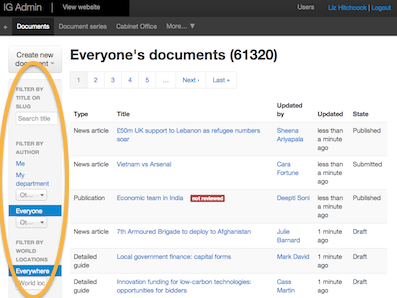 IG Admin View website Users Liz Hitchcook | Logout
+ Documents Document series Cabinet Office More... ▼
Create new
document
Everyone's documents (61320)
1 2 3 4 5 ... Next › Last »
FILTER BY
TITLE OR
SLUG
Search title
FILTER BY
AUTHOR
Me
My
department
Ot...
Everyone
Ot...
FILTER BY
WORLD
LOCATIONS
Everywhere
World loc
Type Title Updated by Updated State
News article £50m UK support to Lebanon as refugee numbers soar Sheena Ariyapala less than a minute ago Published
News article Vietnam vs Arsenal Cara Fortune less than a minute ago Submitted
Publication Economic team in India not reviewed Deepti Soni less than a minute ago Published
News article 7th Armoured Brigade to deploy to Afghanistan Julie Barnard 1 minute ago Draft
Detailed guide Local government finance: capital forms Mark David 1 minute ago Draft
Detailed Innovation funding for low-carbon technologies: opportunities for bidders Case Martin 1 minute Draft